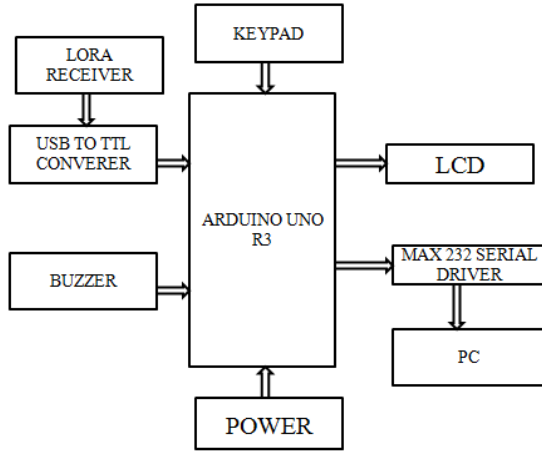 KEYPAD
LORA
RECEIVER
USB TO TTL
CONVERER
LCD
ARDUINO UNO
R3
MAX 232 SERIAL
DRIVER
BUZZER
PC
POWER